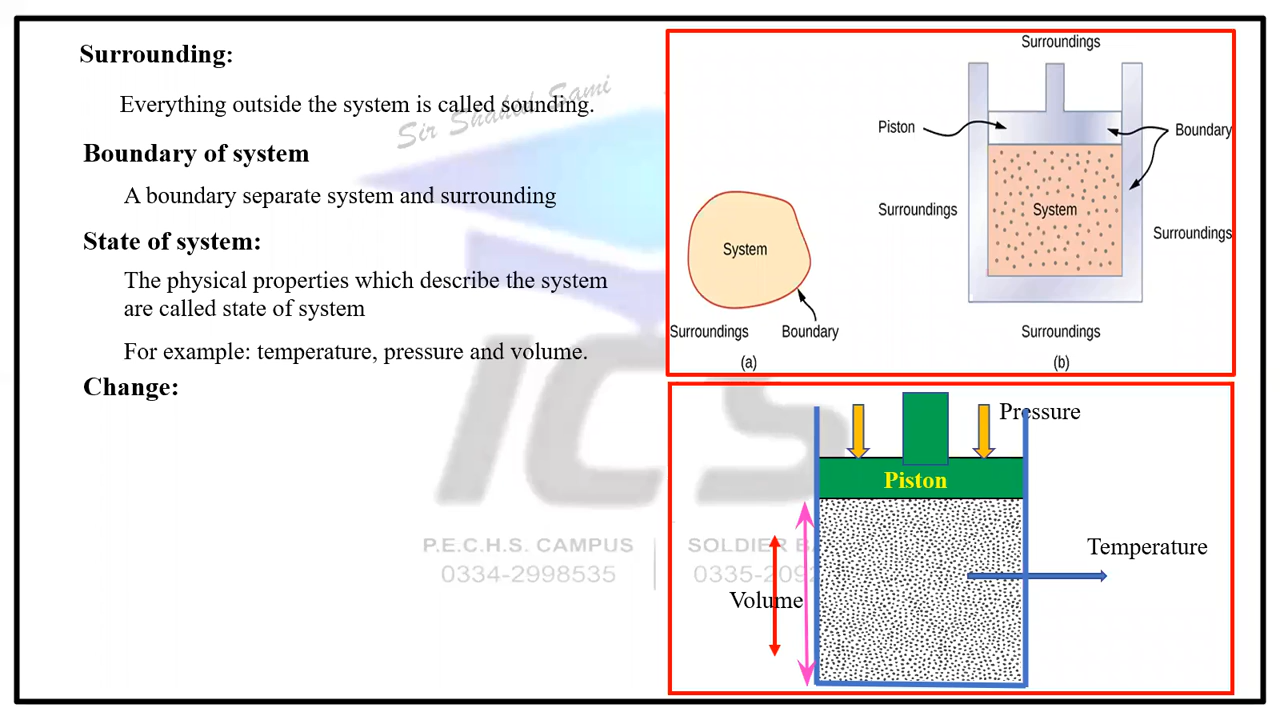 Surrounding:
Everything outside the system is called sounding.
Sir Shahid Sami
Boundary of system
A boundary separate system and surrounding
State of system:
The physical properties which describe the system
are called state of system
For example: temperature, pressure and volume.
Change:
ICS
P.E.C.H.S. CAMPUS
0334-2998535
SOLDIER
Surroundings
Piston
Boundary
Surroundings
System
Surroundings
System
Surroundings
Boundary
Surroundings
(a)
(b)
Pressure
Piston
Temperature
Volume